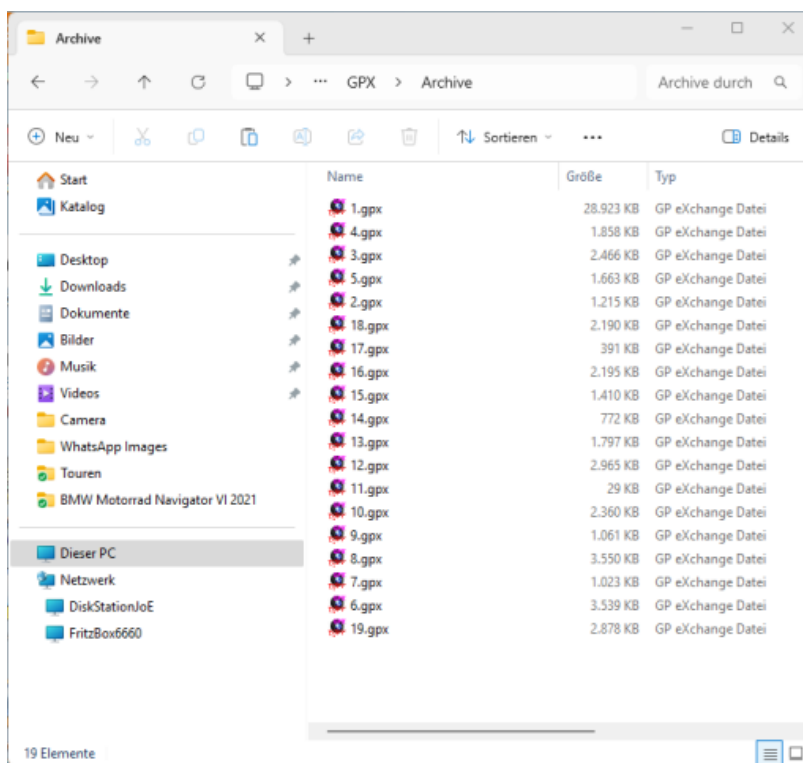 Archive
GPX > Archive
Archive durch
Neu
Sortieren
Details
Start
Katalog
Desktop
Downloads
Dokumente
Bilder
Musik
Videos
Camera
WhatsApp Images
Touren
BMW Motorrad Navigator VI 2021
Dieser PC
Netzwerk
DiskStationJoE
FritzBox6660
Name Größe Typ
1.gpx 28.923 KB GP eXchange Datei
4.gpx 1.858 KB GP eXchange Datei
3.gpx 2.466 KB GP eXchange Datei
5.gpx 1.663 KB GP eXchange Datei
2.gpx 1.215 KB GP eXchange Datei
18.gpx 2.190 KB GP eXchange Datei
17.gpx 391 KB GP eXchange Datei
16.gpx 2.195 KB GP eXchange Datei
15.gpx 1.410 KB GP eXchange Datei
14.gpx 772 KB GP eXchange Datei
13.gpx 1.797 KB GP eXchange Datei
12.gpx 2.965 KB GP eXchange Datei
11.gpx 29 KB GP eXchange Datei
10.gpx 2.360 KB GP eXchange Datei
9.gpx 1.061 KB GP eXchange Datei
8.gpx 3.550 KB GP eXchange Datei
7.gpx 1.023 KB GP eXchange Datei
6.gpx 3.539 KB GP eXchange Datei
19.gpx 2.878 KB GP eXchange Datei
19 Elemente